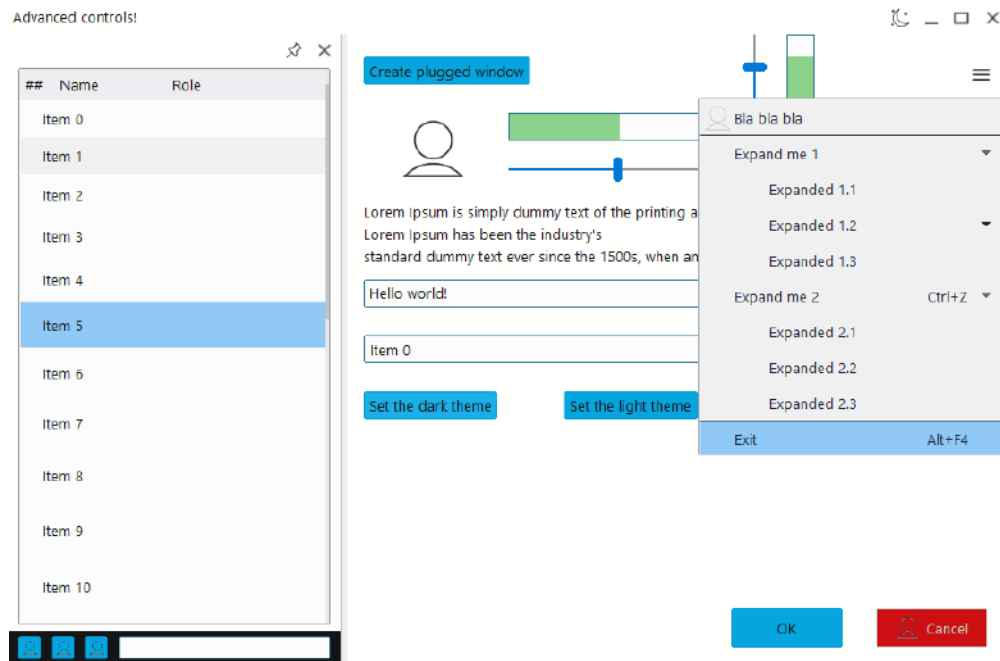 Advanced controls!
## Name Role
Item 0
Item 1
Item 2
Item 3
Item 4
Item 5
Item 6
Item 7
Item 8
Item 9
Item 10
Create plugged window
Lorem Ipsum is simply dummy text of the printing a
Lorem Ipsum has been the industry's
standard dummy text ever since the 1500s, when an
Hello world!
Item 0
Set the dark theme
Set the light theme
Bla bla bla
Expand me 1
Expanded 1.1
Expanded 1.2
Expanded 1.3
Expand me 2 Ctrl+Z
Expanded 2.1
Expanded 2.2
Expanded 2.3
Exit Alt+F4
OK
Cancel